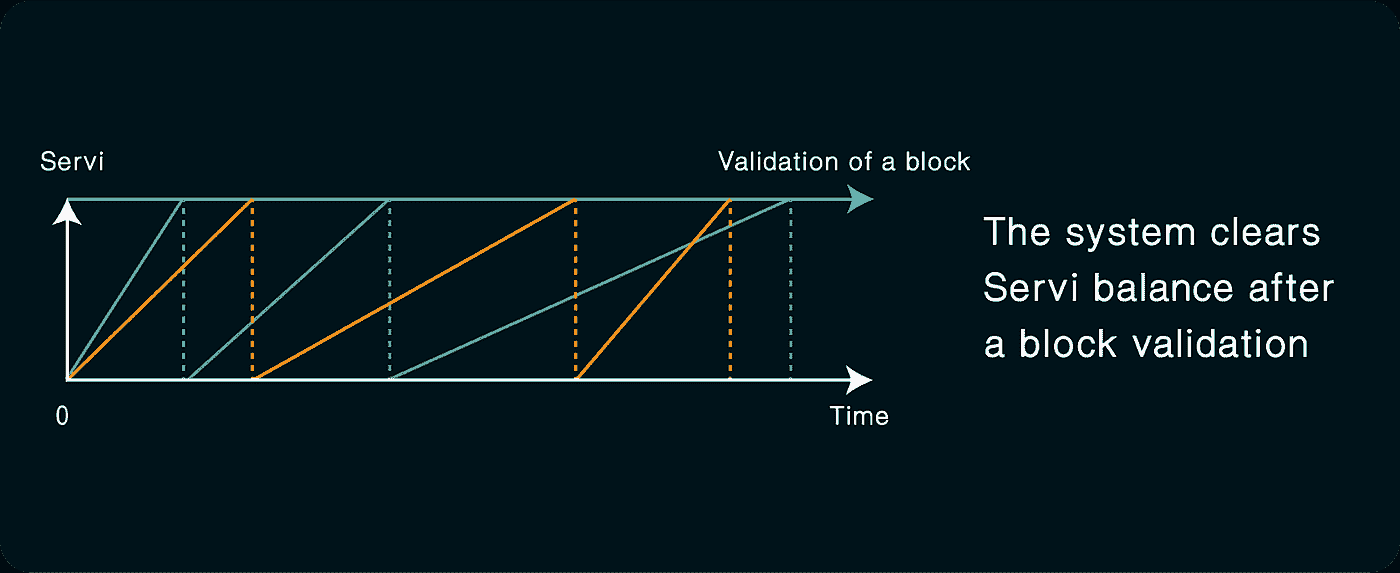 Servi
Validation of a block
The system clears
Servi balance after
a block validation
0
Time